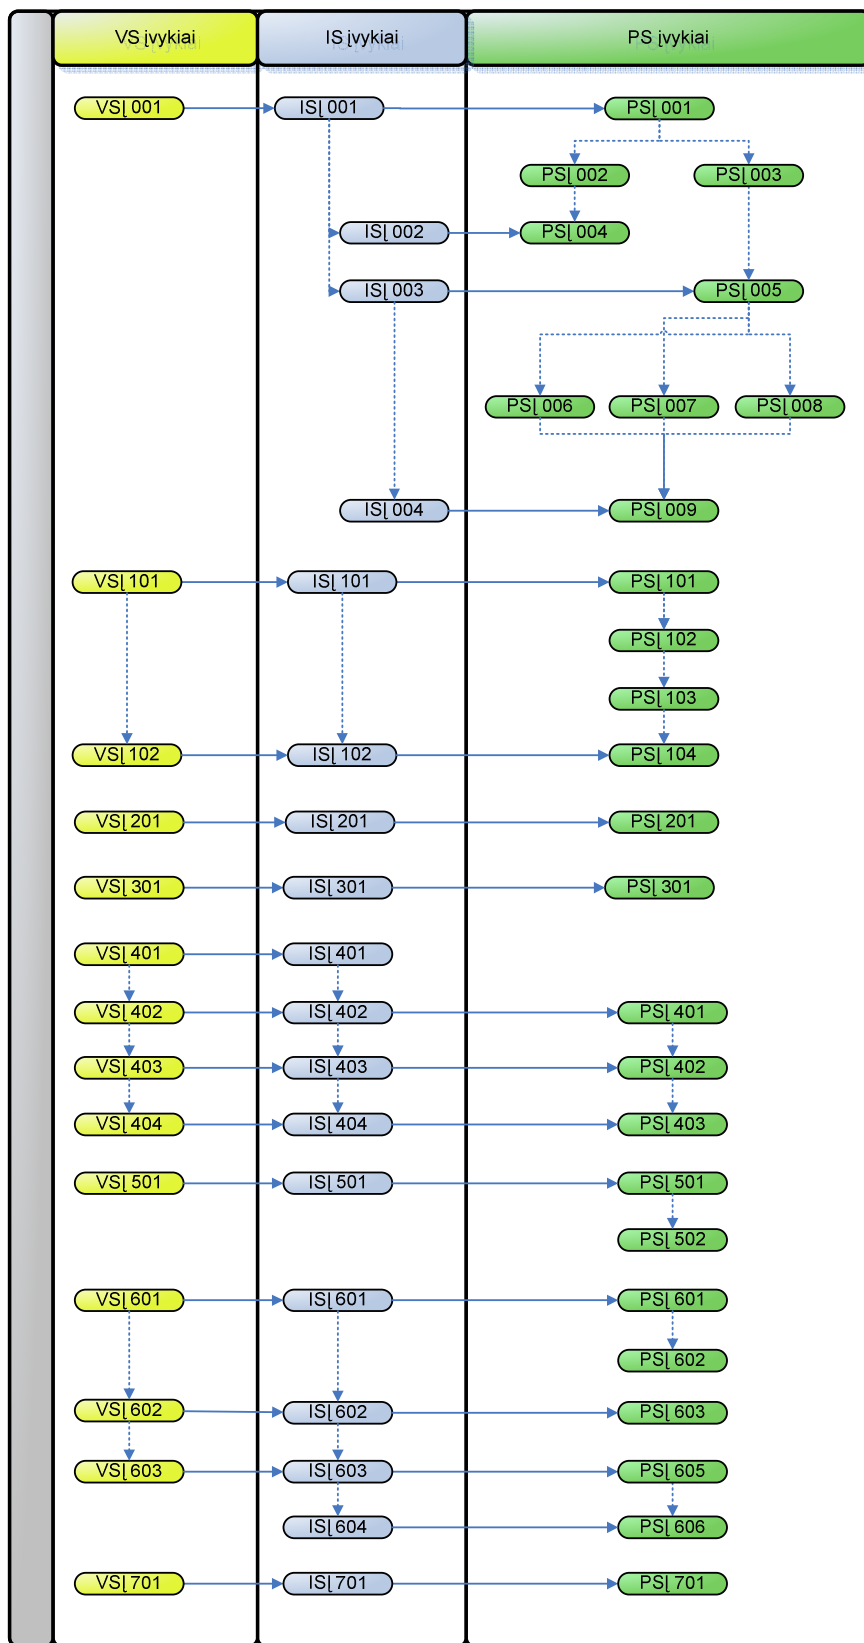 VS įvykiai IS įvykiai PS įvykiai
VSĮ 001 ISĮ 001 PSĮ 001
PSĮ 002 PSĮ 003
ISĮ 002 PSĮ 004
ISĮ 003 PSĮ 005
PSĮ 006 PSĮ 007 PSĮ 008
ISĮ 004 PSĮ 009
VSĮ 101 ISĮ 101 PSĮ 101
PSĮ 102
PSĮ 103
VSĮ 102 ISĮ 102 PSĮ 104
VSĮ 201 ISĮ 201 PSĮ 201
VSĮ 301 ISĮ 301 PSĮ 301
VSĮ 401 ISĮ 401
VSĮ 402 ISĮ 402 PSĮ 401
VSĮ 403 ISĮ 403 PSĮ 402
VSĮ 404 ISĮ 404 PSĮ 403
VSĮ 501 ISĮ 501 PSĮ 501
PSĮ 502
VSĮ 601 ISĮ 601 PSĮ 601
PSĮ 602
VSĮ 602 ISĮ 602 PSĮ 603
VSĮ 603 ISĮ 603 PSĮ 605
ISĮ 604 PSĮ 606
VSĮ 701 ISĮ 701 PSĮ 701